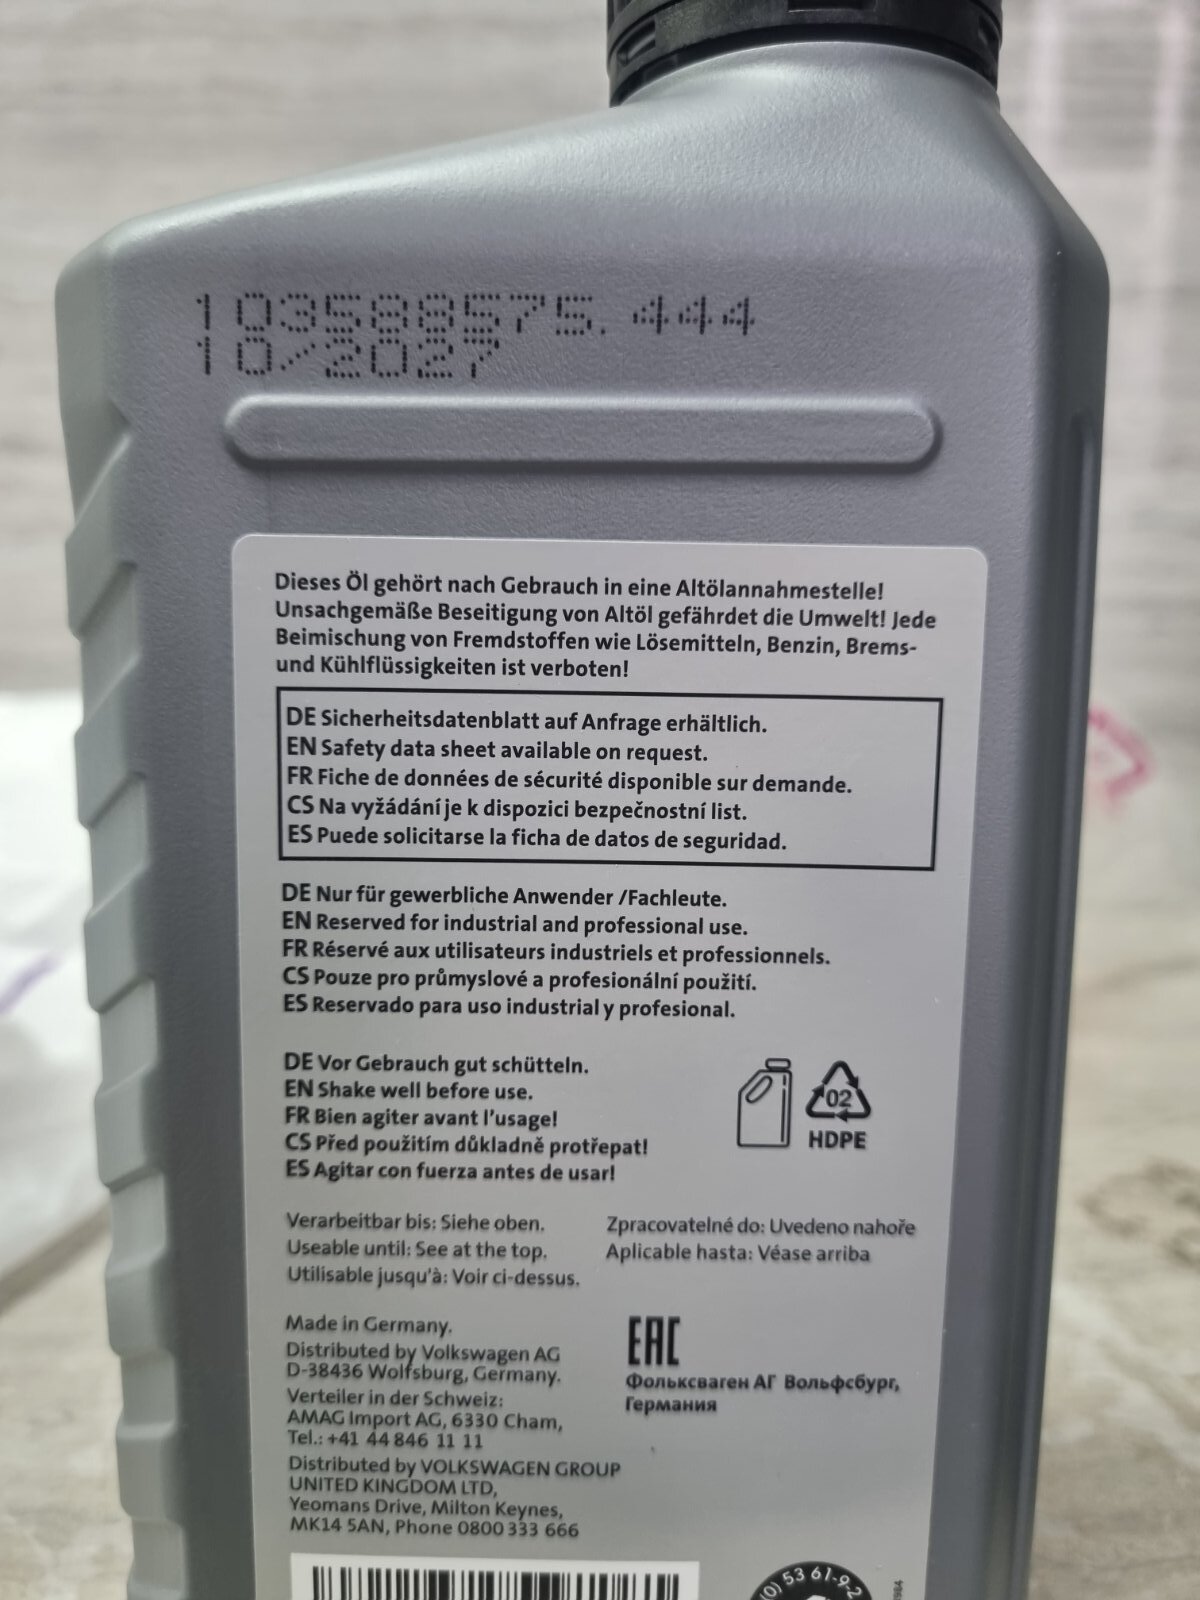 103588575.444
10/2027
Dieses Öl gehört nach Gebrauch in eine Altölannahmestelle!
Unsachgemäße Beseitigung von Altöl gefährdet die Umwelt! Jede
Beimischung von Fremdstoffen wie Lösemitteln, Benzin, Brems-
und Kühlflüssigkeiten ist verboten!
DE Sicherheitsdatenblatt auf Anfrage erhältlich.
EN Safety data sheet available on request.
FR Fiche de données de sécurité disponible sur demande.
CS Na vyžádání je k dispozici bezpečnostní list.
ES Puede solicitarse la ficha de datos de seguridad.
DE Nur für gewerbliche Anwender /Fachleute.
EN Reserved for industrial and professional use.
FR Réservé aux utilisateurs industriels et professionnels.
CS Pouze pro průmyslové a profesionální použití.
ES Reservado para uso industrial y profesional.
DE Vor Gebrauch gut schütteln.
EN Shake well before use.
FR Bien agiter avant l'usage!
CS Před použitím důkladně protřepat!
ES Agitar con fuerza antes de usar!
02
HDPE
Verarbeitbar bis: Siehe oben.
Useable until: See at the top.
Utilisable jusqu'à: Voir ci-dessus.
Zpracovatelné do: Uvedeno nahoře
Aplicable hasta: Véase arriba
Made in Germany.
Distributed by Volkswagen AG
D-38436 Wolfsburg, Germany.
Verteiler in der Schweiz:
AMAG Import AG, 6330 Cham,
Tel.: +41 44 846 11 11
Distributed by VOLKSWAGEN GROUP
UNITED KINGDOM LTD,
Yeomans Drive, Milton Keynes,
MK14 5AN, Phone 0800 333 666
EAC
Фольксваген АГ Вольфсбург,
Германия
(0) 53 61-9-2